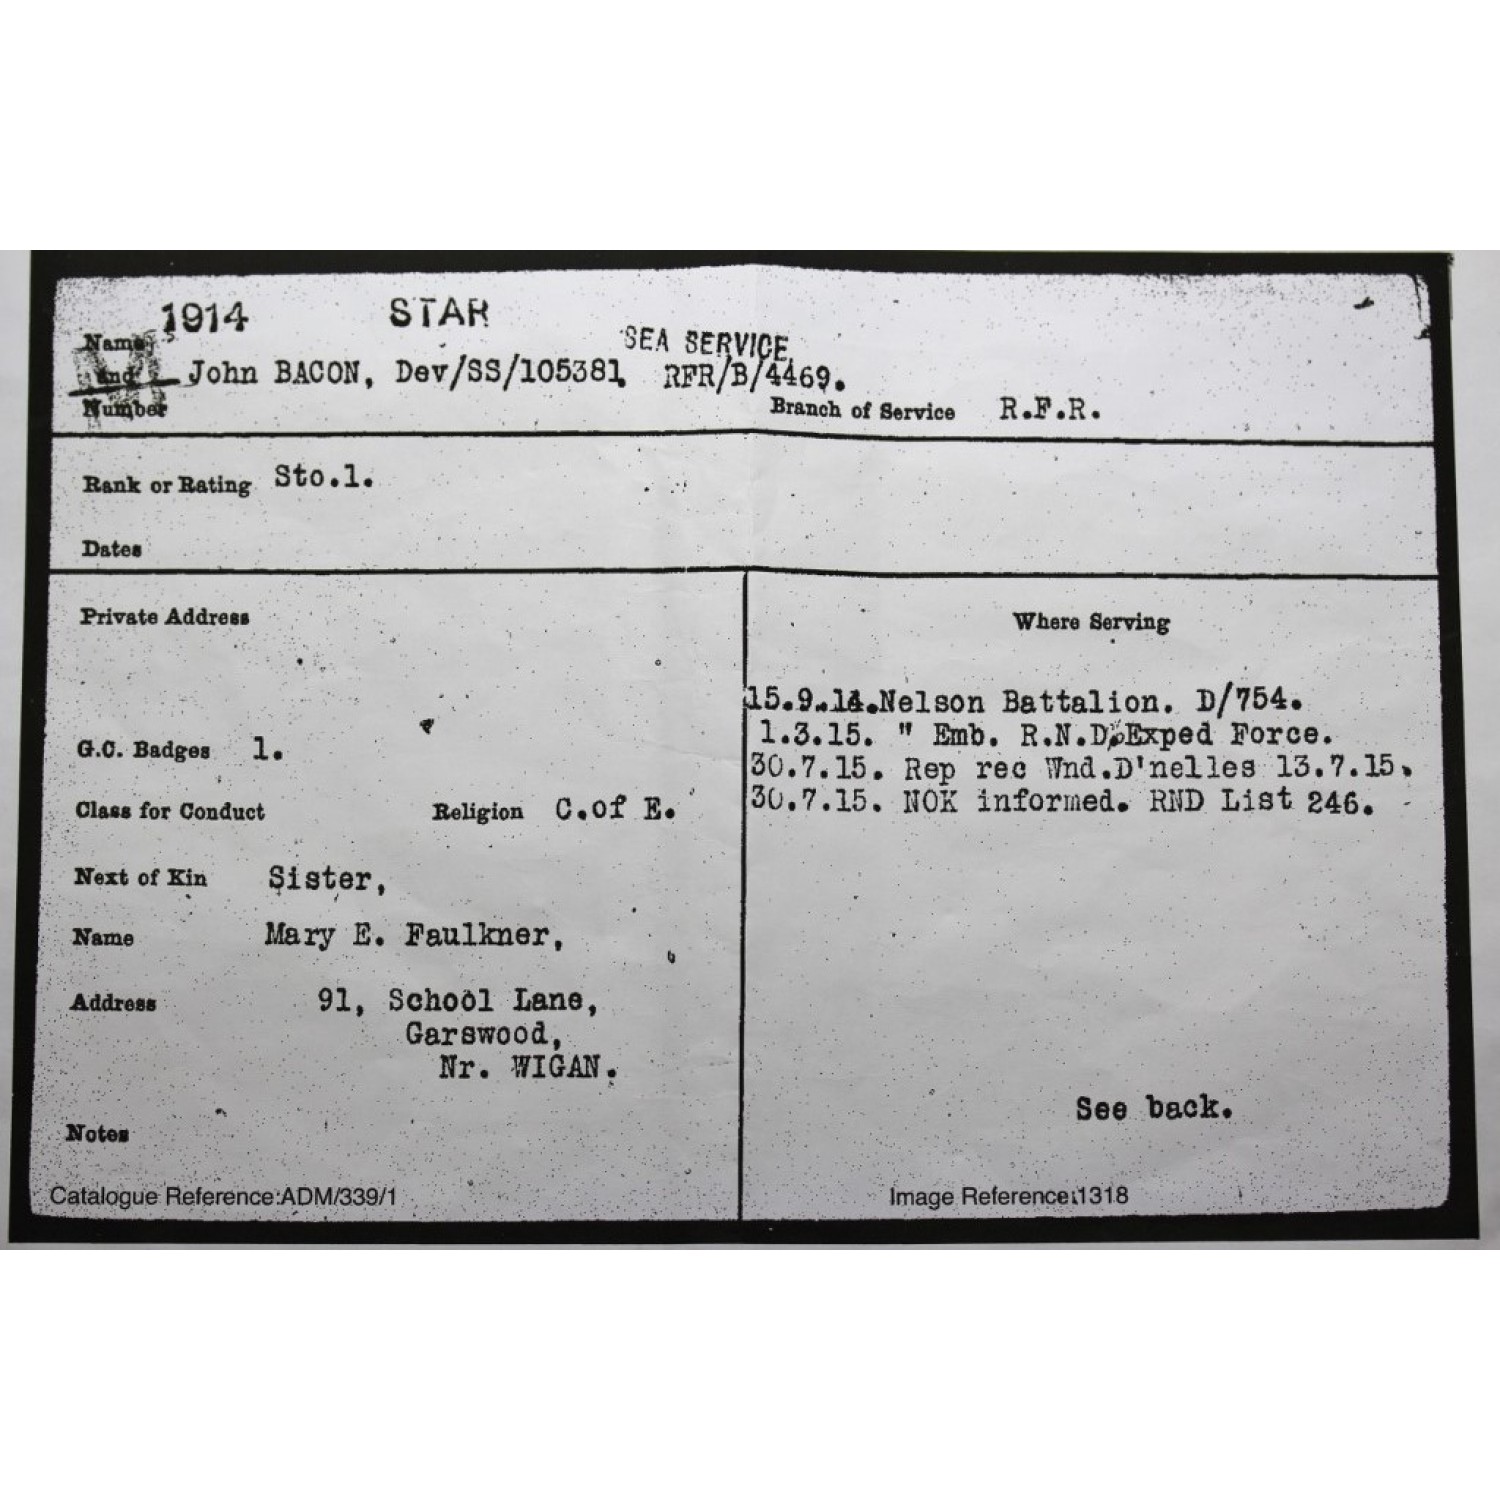 1914 STAR
Name
SEA SERVICE
and John BACON, Dev/SS/105381. RFR/B/4469.
Number
Branch of Service R.F.R.
Rank or Rating Sto.1.
Dates
Private Address
Where Serving
15.9.14.Nelson Battalion. D/754.
1.3.15. " Emb. R.N.D. Exped Force.
G.C. Badges 1.
30.7.15. Rep rec Wnd.D'nelles 13.7.15.
30.7.15. NOK informed. RND List 246.
Class for Conduct Religion C.of E.
Next of Kin Sister,
Name Mary E. Faulkner,
Address 91, School Lane,
Garswood,
Nr. WIGAN.
See back.
Notes
Catalogue Reference:ADM/339/1 Image Reference:1318